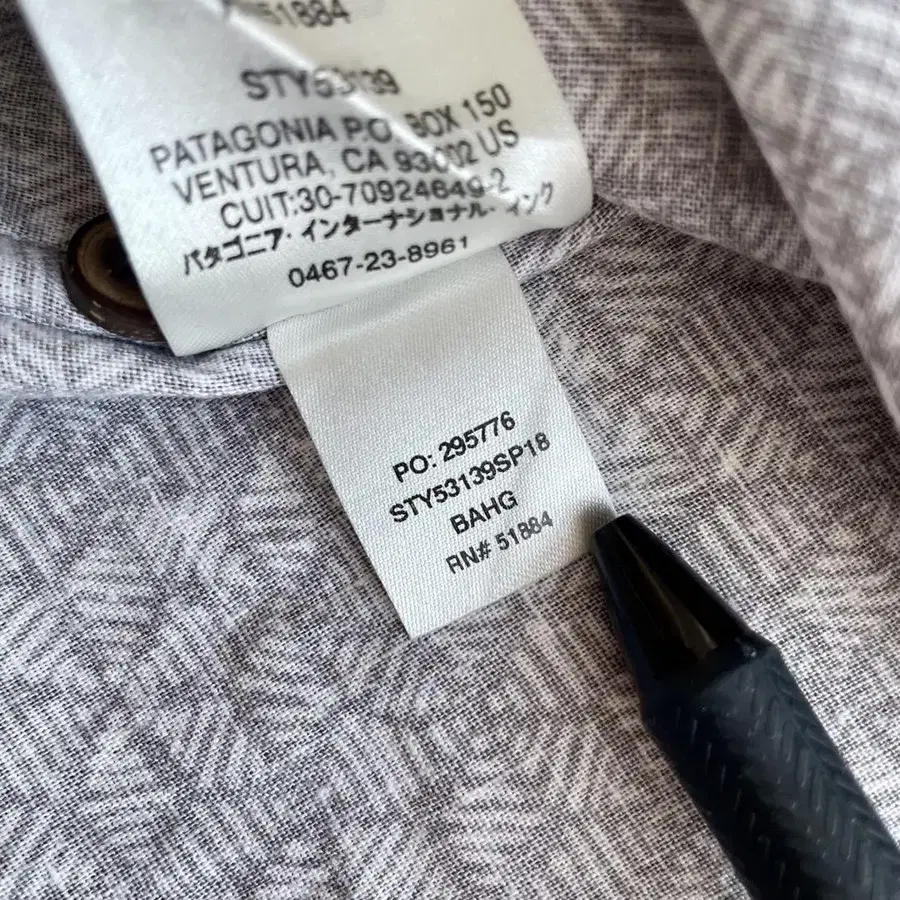 51884
STY53139
PATAGONIA P.O. BOX 150
VENTURA, CA 93002 US
CUIT:30-70924649-2
パタゴニア・インターナショナル・インク
0467-23-8961
PO: 295776
STY53139SP18
BAHG
RN# 51884